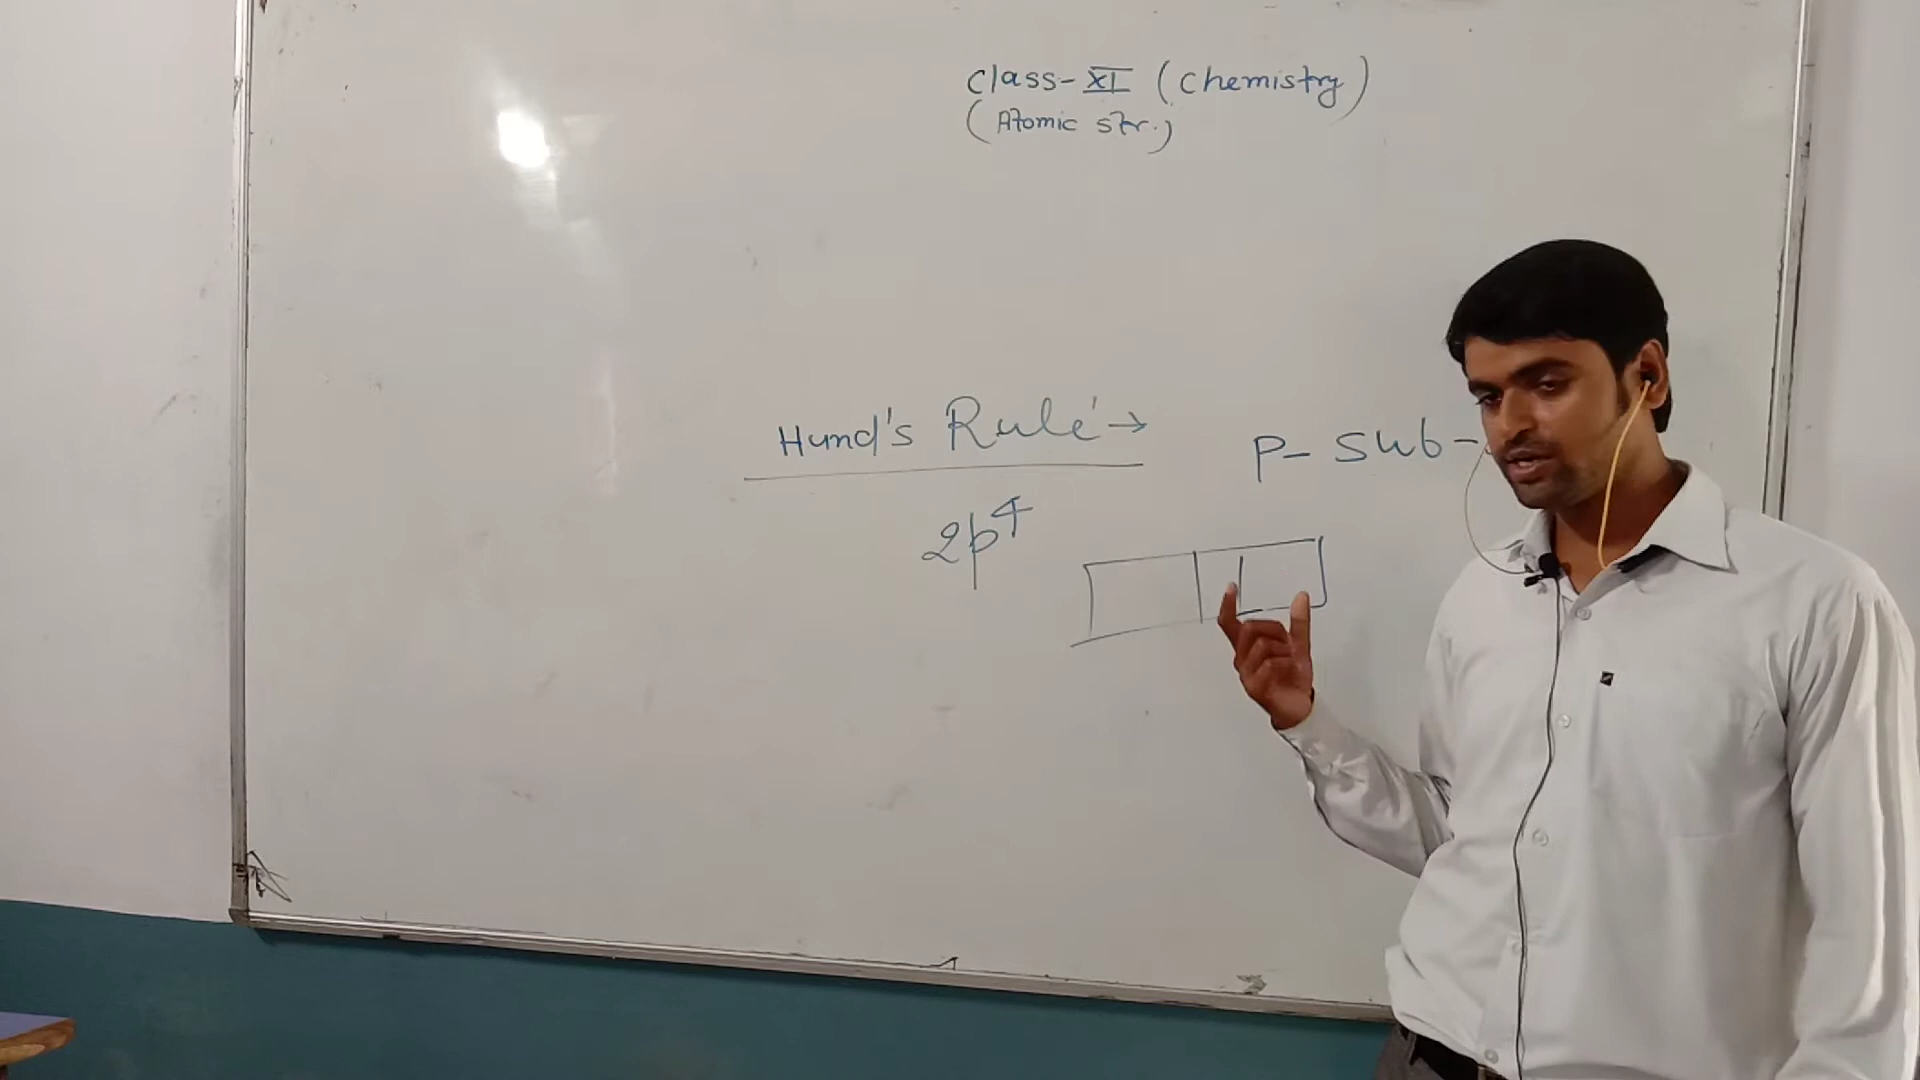 Class-XI (Chemistry)
(Atomic str.)
Hund's Rule →
P- Sub-
2p⁴